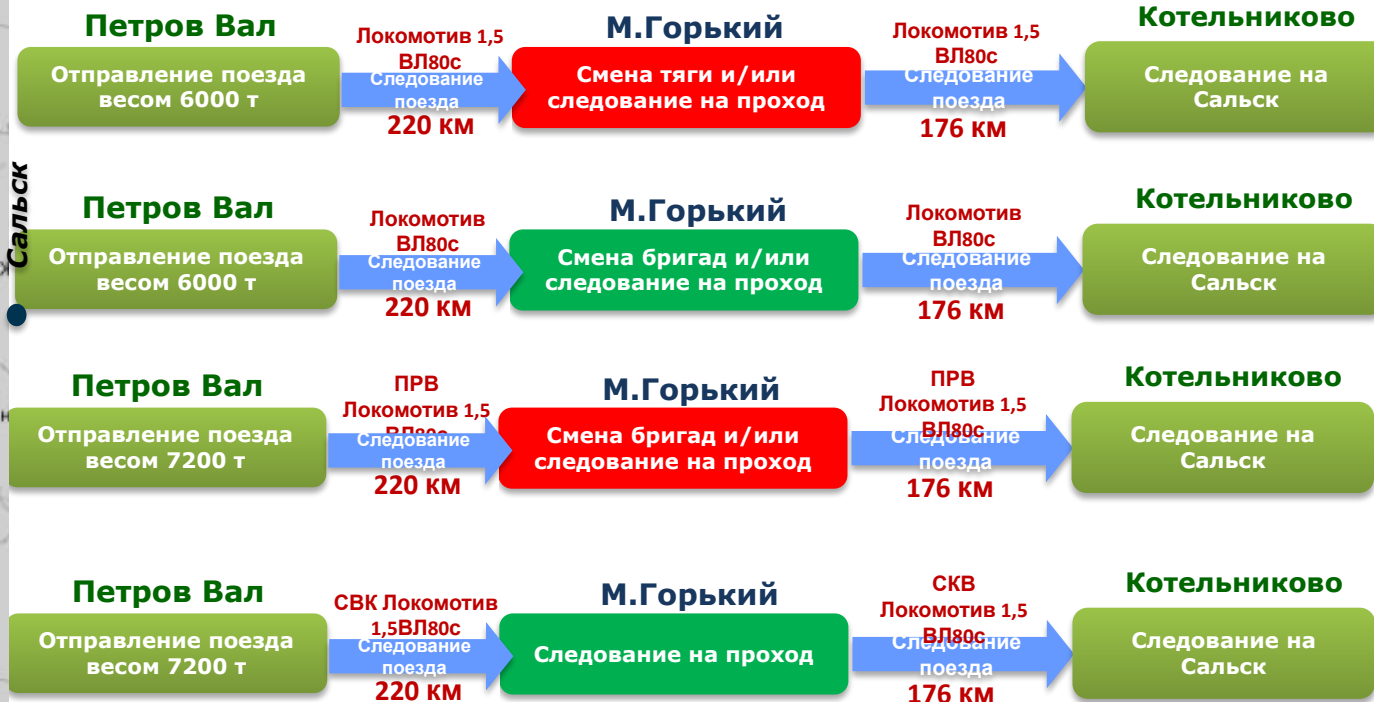 Петров Вал
М.Горький
Котельниково
Локомотив 1,5
ВЛ80с
Локомотив 1,5
ВЛ80с
Отправление поезда
весом 6000 т
Следование
поезда
220 км
Смена тяги и/или
следование на проход
Следование
поезда
176 км
Следование на
Сальск
Сальск
Петров Вал
М.Горький
Котельниково
Локомотив
ВЛ80с
Локомотив
ВЛ80с
Отправление поезда
весом 6000 т
Следование
поезда
220 км
Смена бригад и/или
следование на проход
Следование
поезда
176 км
Следование на
Сальск
Петров Вал
М.Горький
Котельниково
ПРВ
Локомотив 1,5
ВЛ80с
ПРВ
Локомотив 1,5
ВЛ80с
Отправление поезда
весом 7200 т
Следование
поезда
220 км
Смена бригад и/или
следование на проход
Следование
поезда
176 км
Следование на
Сальск
Петров Вал
М.Горький
Котельниково
СВК Локомотив
1,5ВЛ80с
СКВ
Локомотив 1,5
ВЛ80с
Отправление поезда
весом 7200 т
Следование
поезда
220 км
Следование на проход
Следование
поезда
176 км
Следование на
Сальск